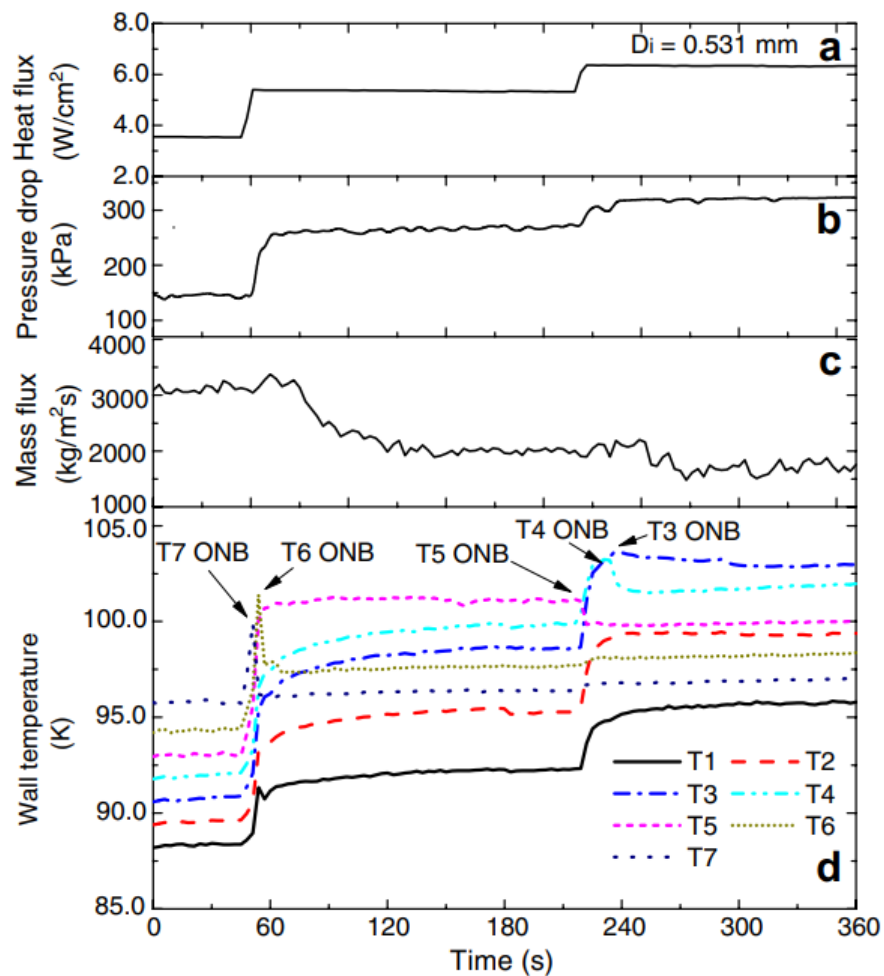 8.0
6.0
4.0
2.0
Heat flux
(W/cm²)
Di = 0.531 mm
a
300
200
100
Pressure drop
(kPa)
b
4000
3000
2000
1000
Mass flux
(kg/m²s)
c
105.0
100.0
95.0
90.0
85.0
Wall temperature
(K)
T7 ONB
T6 ONB
T5 ONB
T4 ONB
T3 ONB
T1
T2
T3
T4
T5
T6
T7
d
0
60
120
180
240
300
360
Time (s)